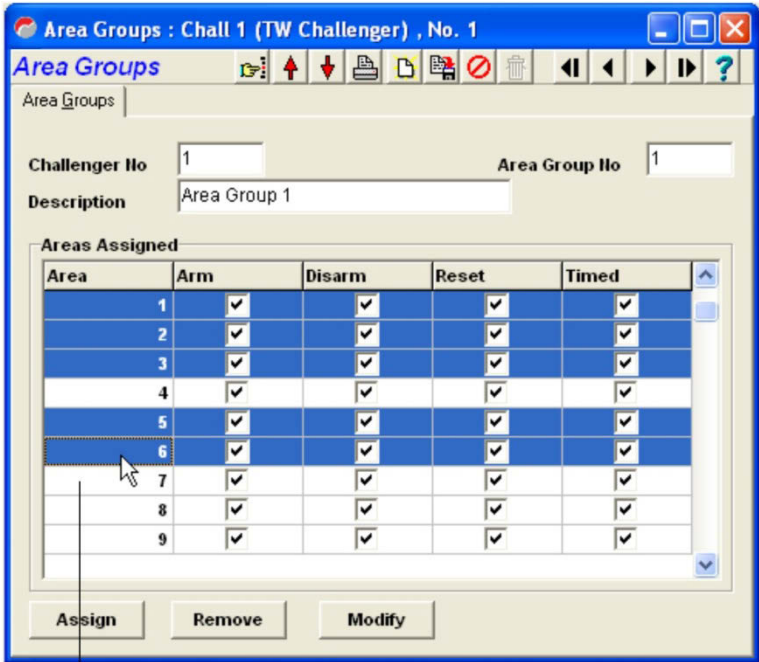 Area Groups : Chall 1 (TW Challenger) , No. 1
Area Groups
?
Area Groups
Challenger No 1 Area Group No 1
Description Area Group 1
Areas Assigned
Area Arm Disarm Reset Timed
1
2
3
4
5
6
7
8
9
Assign Remove Modify